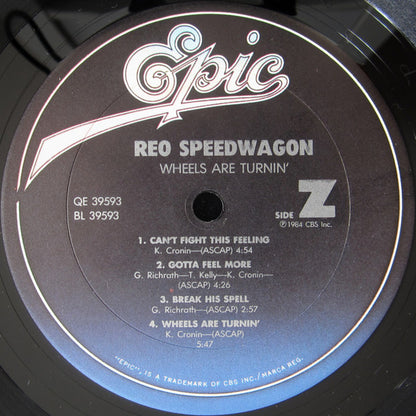 Epic
REO SPEEDWAGON
WHEELS ARE TURNIN'
QE 39593
BL 39593
SIDE Z
℗1984 CBS Inc.
1. CAN'T FIGHT THIS FEELING
K. Cronin—(ASCAP) 4:54
2. GOTTA FEEL MORE
G. Richrath—T. Kelly—K. Cronin—
(ASCAP) 4:26
3. BREAK HIS SPELL
G. Richrath—(ASCAP) 2:57
4. WHEELS ARE TURNIN'
K. Cronin—(ASCAP)
5:47
"EPIC", IS A TRADEMARK OF CBS INC./MARCA REG.